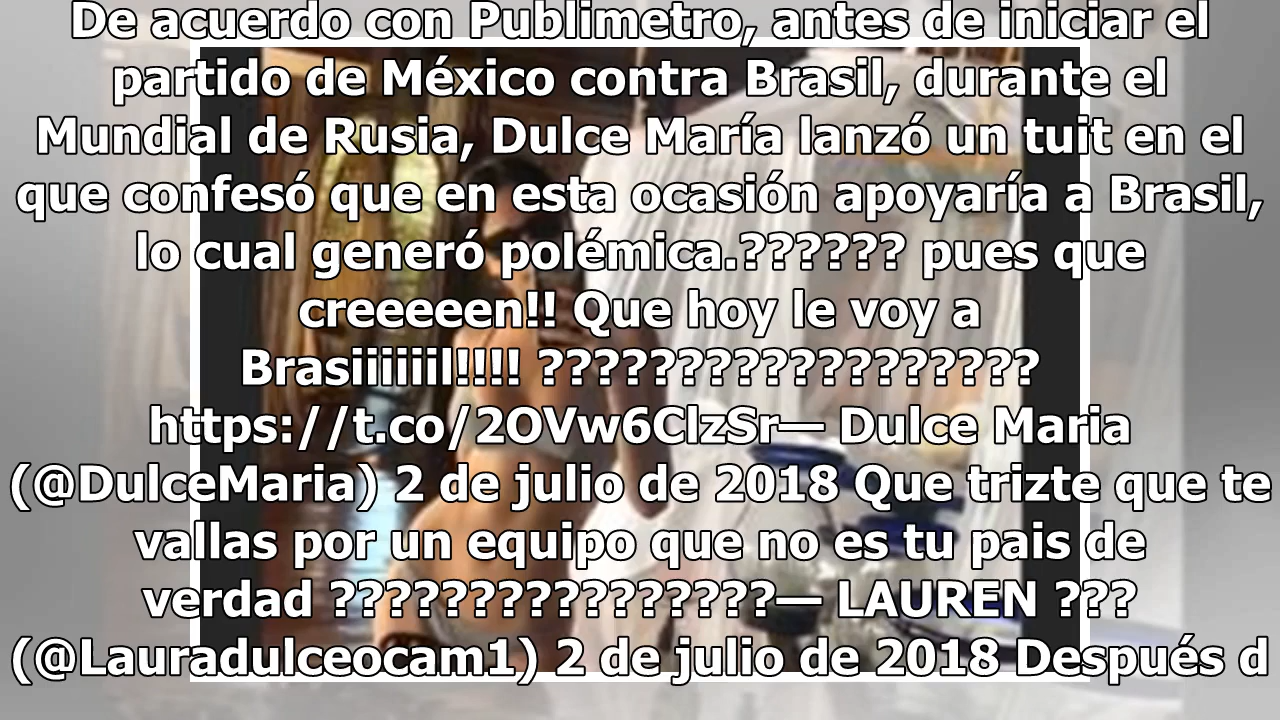 De acuerdo con Publimetro, antes de iniciar el
partido de México contra Brasil, durante el
Mundial de Rusia, Dulce María lanzó un tuit en el
que confesó que en esta ocasión apoyaría a Brasil,
lo cual generó polémica.?????? pues que
creeeeen!! Que hoy le voy a
Brasiiiiiiil!!!! ??????????????????
https://t.co/2OVw6ClzSr— Dulce Maria
(@DulceMaria) 2 de julio de 2018 Que trizte que te
vallas por un equipo que no es tu pais de
verdad ????????????????— LAUREN ???
(@Lauradulceocam1) 2 de julio de 2018 Después d